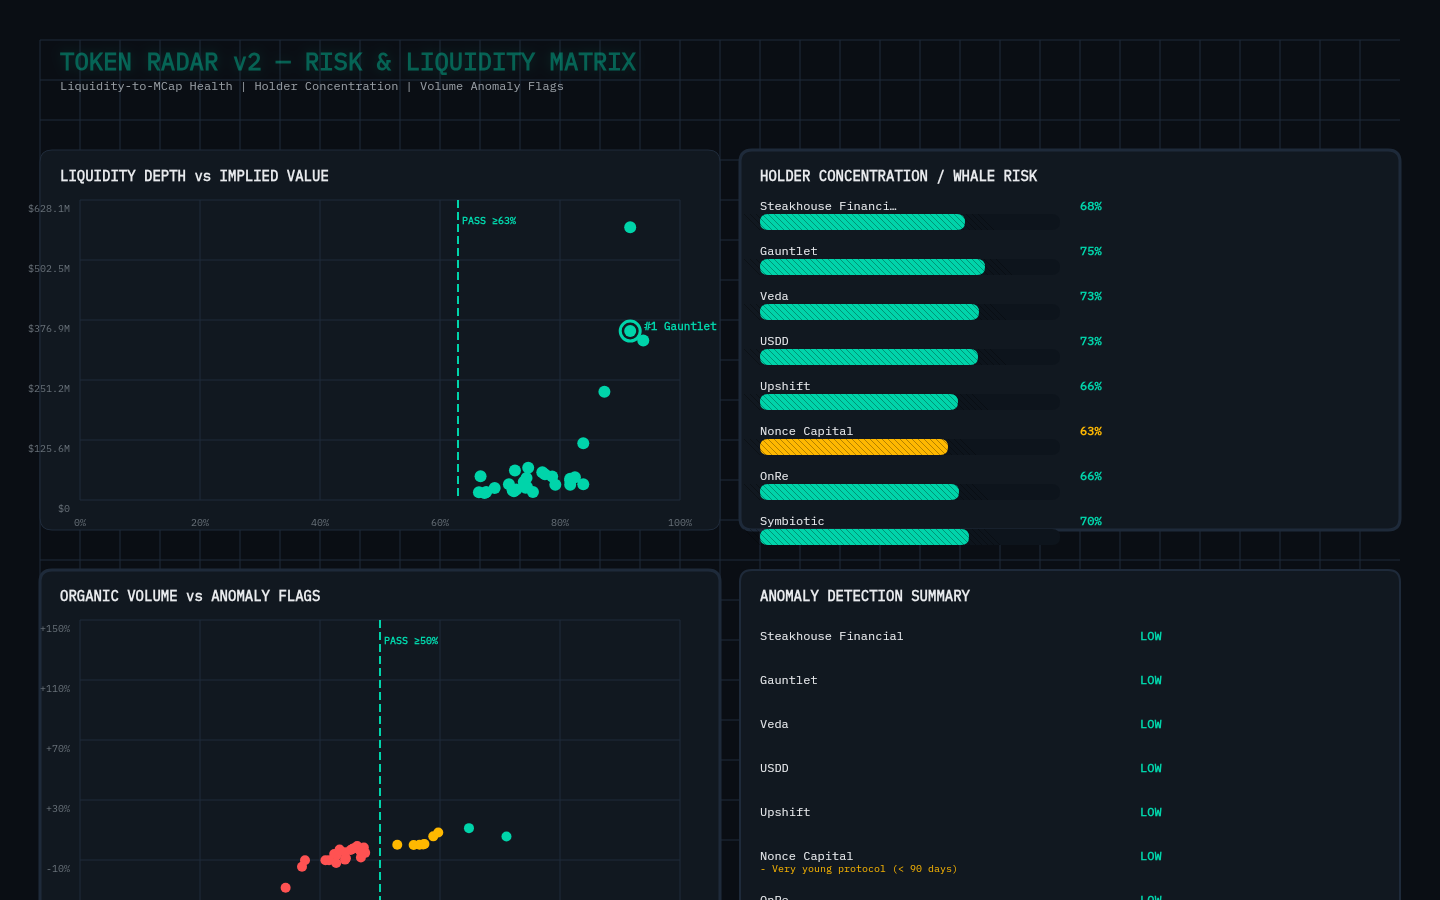 TOKEN RADAR v2 — RISK & LIQUIDITY MATRIX
Liquidity-to-MCap Health | Holder Concentration | Volume Anomaly Flags
LIQUIDITY DEPTH vs IMPLIED VALUE
$628.1M
PASS ≥63%
$502.5M
$376.9M
#1 Gauntlet
$251.2M
$125.6M
$0
0%
20%
40%
60%
80%
100%
HOLDER CONCENTRATION / WHALE RISK
Steakhouse Financi… 68%
Gauntlet 75%
Veda 73%
USDD 73%
Upshift 66%
Nonce Capital 63%
OnRe 66%
Symbiotic 70%
ORGANIC VOLUME vs ANOMALY FLAGS
+150%
PASS ≥50%
+110%
+70%
+30%
-10%
ANOMALY DETECTION SUMMARY
Steakhouse Financial LOW
Gauntlet LOW
Veda LOW
USDD LOW
Upshift LOW
Nonce Capital LOW
- Very young protocol (< 90 days)
OnRe LOW